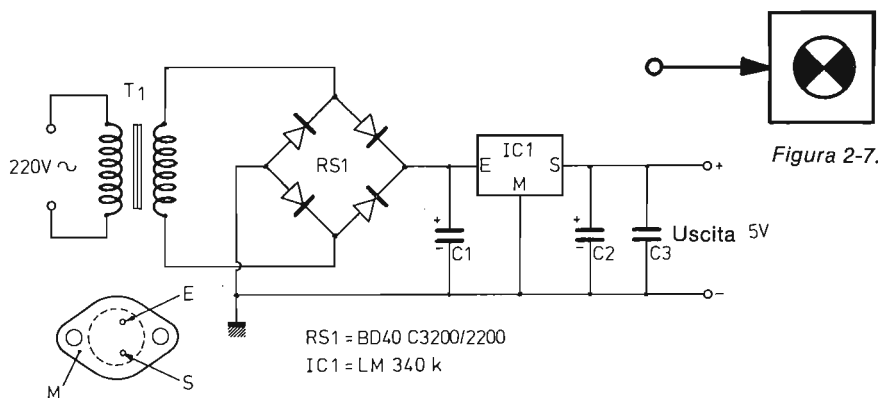 T1
220V ~
RS1
E IC1 S
M
+
Figura 2-7.
+
-
C1
+
-
C2
C3
Uscita 5V
-
E
M
S
RS1 = BD40 C3200/2200
IC1 = LM 340 k